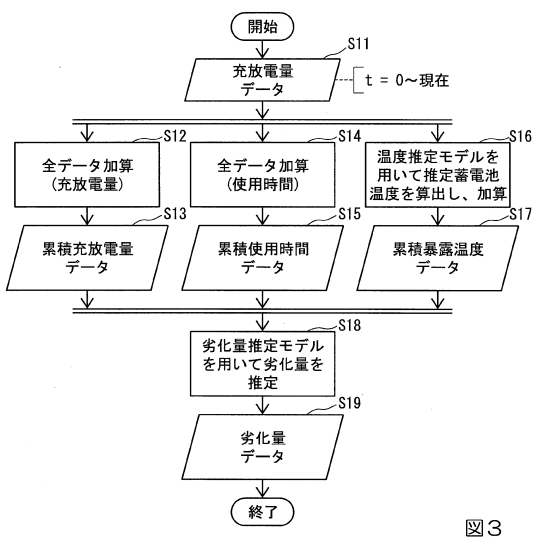 開始
S11
充放電量
データ
t = 0～現在
S12
全データ加算
(充放電量)
S14
全データ加算
(使用時間)
S16
温度推定モデルを
用いて推定蓄電池
温度を算出し、加算
S13
累積充放電量
データ
S15
累積使用時間
データ
S17
累積暴露温度
データ
S18
劣化量推定モデル
を用いて劣化量を
推定
S19
劣化量
データ
終了
図3